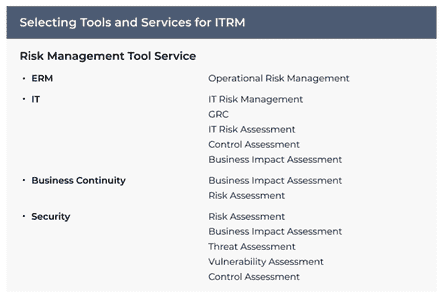 Selecting Tools and Services for ITRM
Risk Management Tool Service
• ERM Operational Risk Management
• IT IT Risk Management
GRC
IT Risk Assessment
Control Assessment
Business Impact Assessment
• Business Continuity Business Impact Assessment
Risk Assessment
• Security Risk Assessment
Business Impact Assessment
Threat Assessment
Vulnerability Assessment
Control Assessment